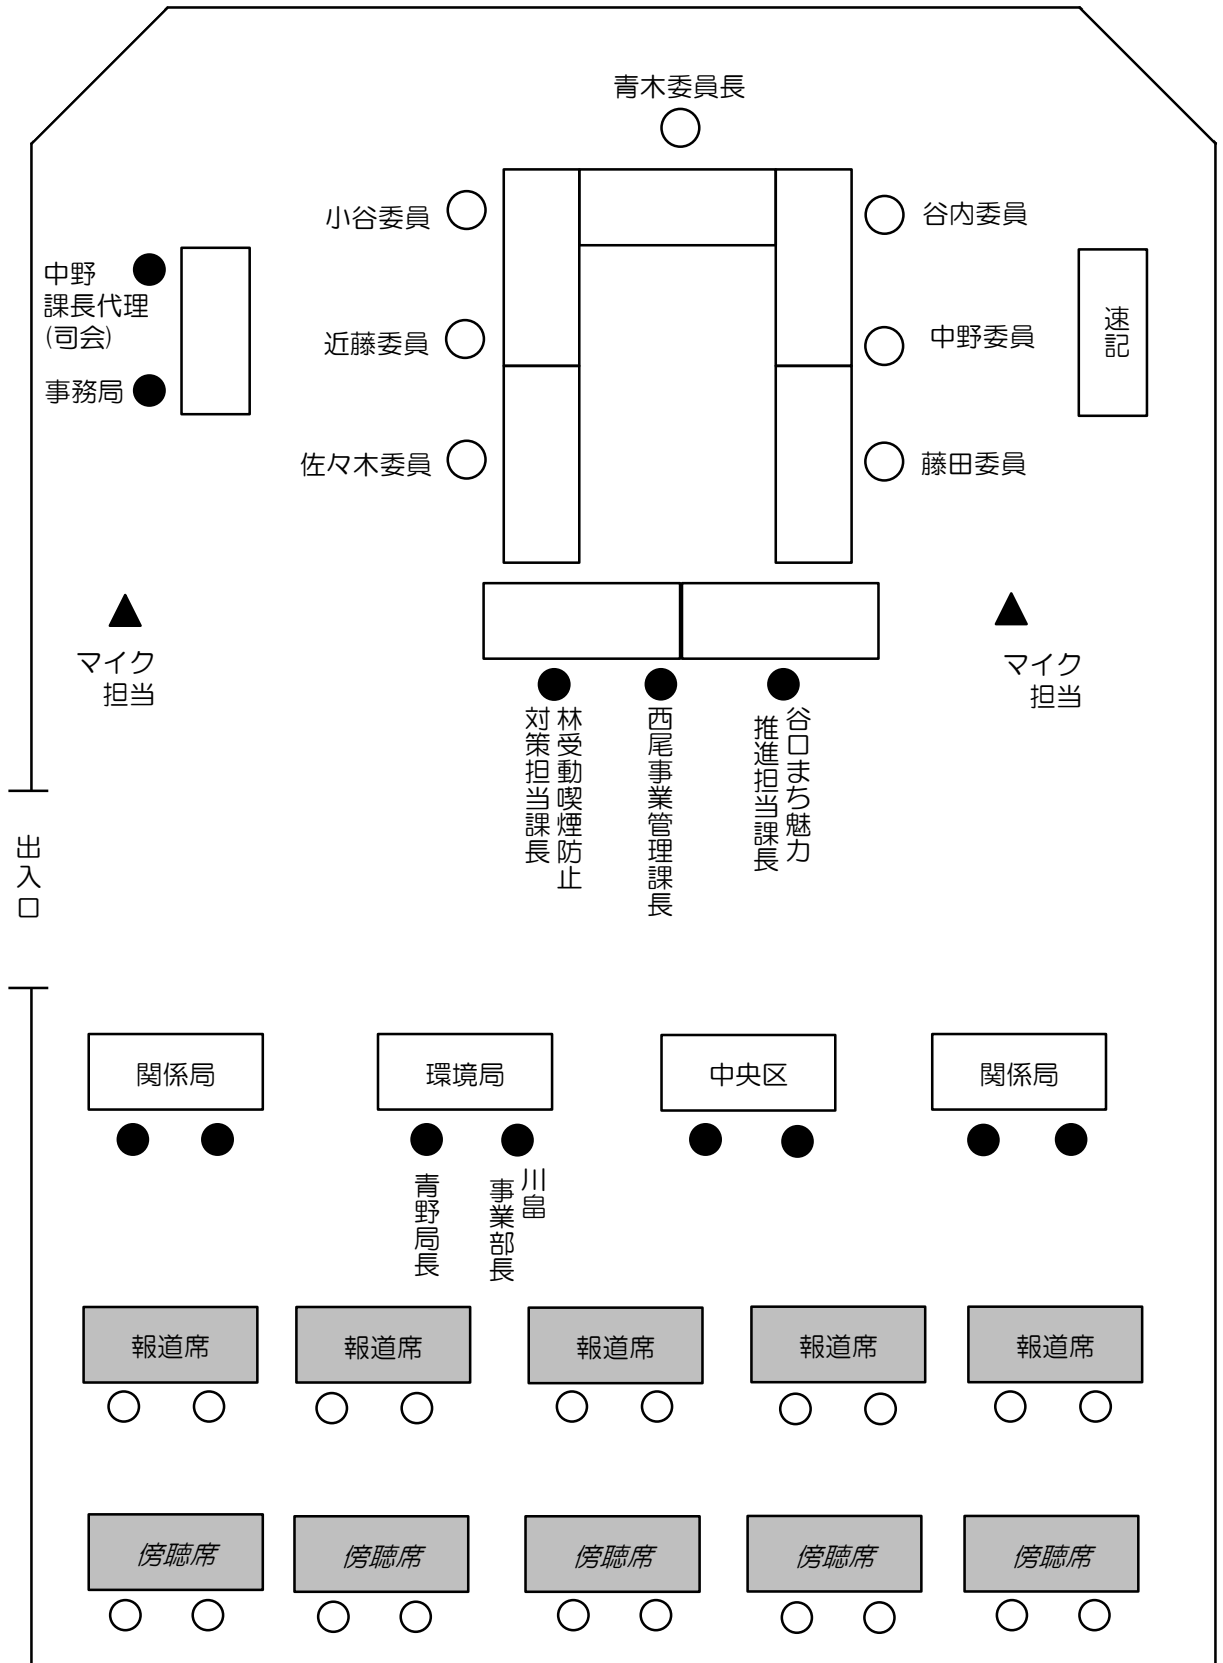 青木委員長
小谷委員
谷内委員
中野
課長代理
(司会)
近藤委員
中野委員
速記
事務局
佐々木委員
藤田委員
マイク
担当
マイク
担当
林受動喫煙防止
対策担当課長
西尾事業管理課長
谷口まち魅力
推進担当課長
出入口
関係局
環境局
中央区
関係局
青野局長
川畠
事業部長
報道席
報道席
報道席
報道席
報道席
傍聴席
傍聴席
傍聴席
傍聴席
傍聴席